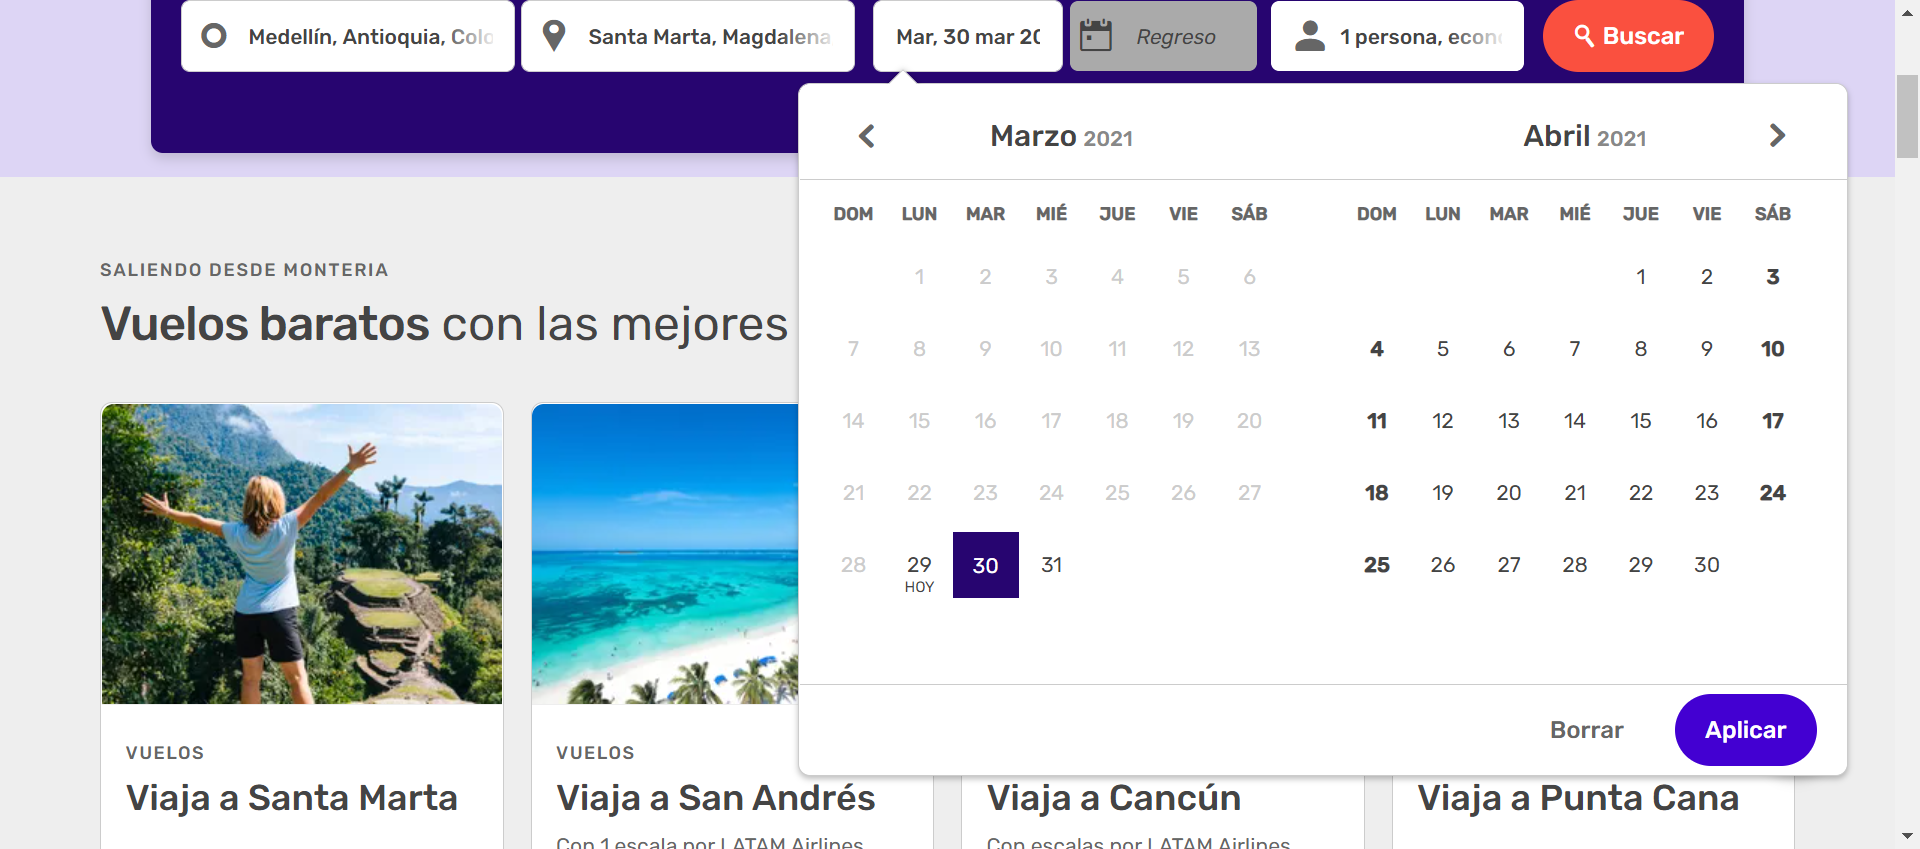 Medellín, Antioquia, Colo
Santa Marta, Magdalena
Mar, 30 mar 20
Regreso
1 persona, econ
Buscar
Marzo 2021
DOM LUN MAR MIÉ JUE VIE SÁB
1 2 3 4 5 6
7 8 9 10 11 12 13
14 15 16 17 18 19 20
21 22 23 24 25 26 27
28 29 30 31
HOY
Abril 2021
DOM LUN MAR MIÉ JUE VIE SÁB
1 2 3
4 5 6 7 8 9 10
11 12 13 14 15 16 17
18 19 20 21 22 23 24
25 26 27 28 29 30
Borrar
Aplicar
SALIENDO DESDE MONTERIA
Vuelos baratos con las mejores
VUELOS
Viaja a Santa Marta
VUELOS
Viaja a San Andrés
Con 1 escala por LATAM Airlines
Viaja a Cancún
Con escalas por LATAM Airlines
Viaja a Punta Cana